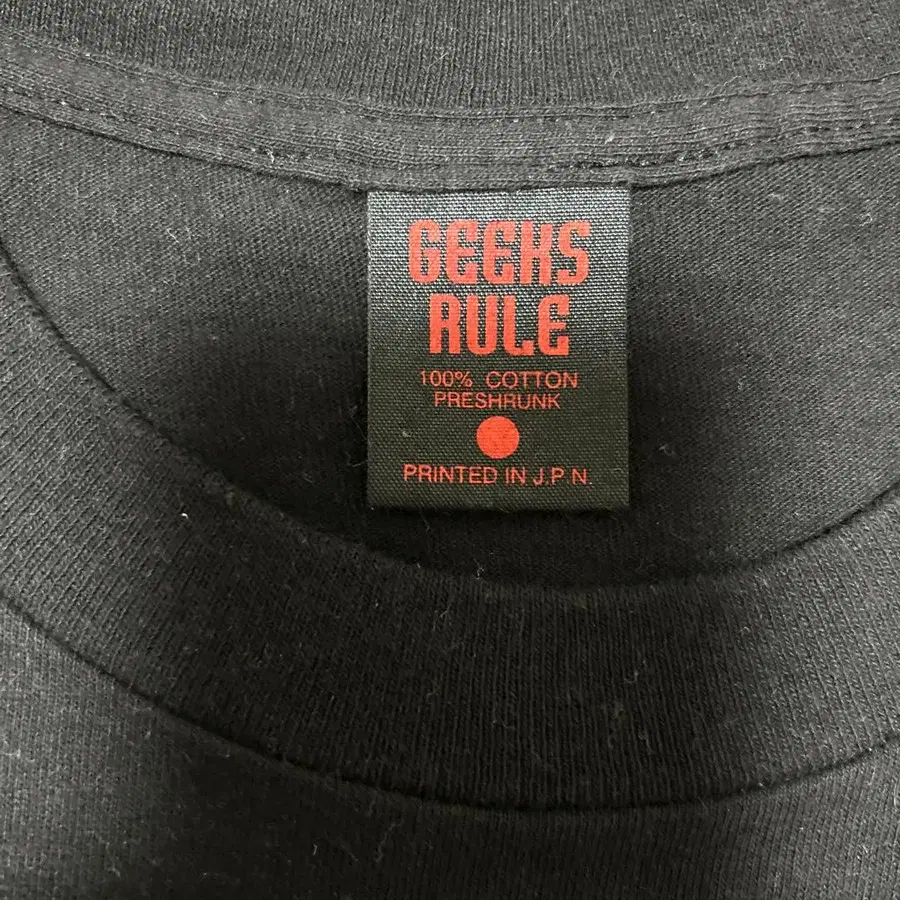 GEEKS
RULE
100% COTTON
PRESHRUNK
PRINTED IN J.P.N.